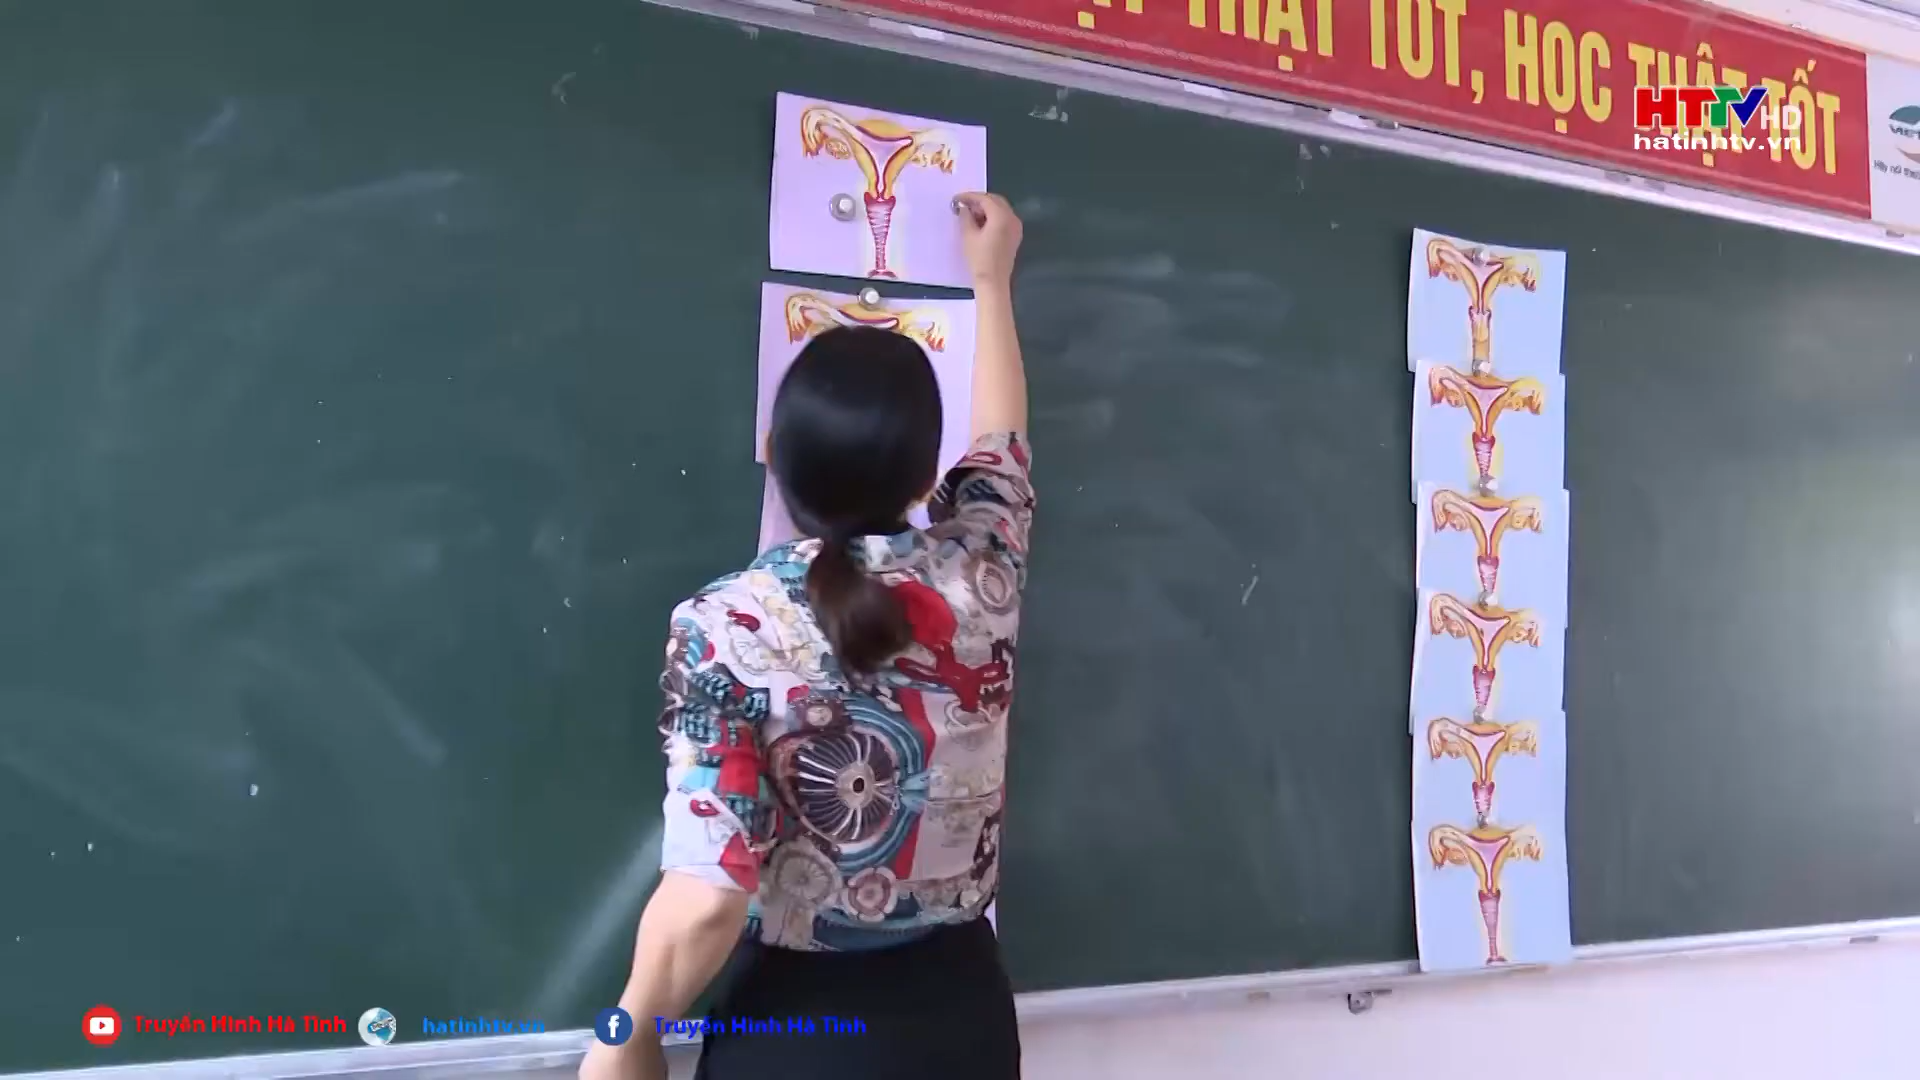 THẬT TỐT, HỌC THẬT TỐT
HTTV HD
hatinhtv.vn
Truyền Hình Hà Tĩnh
hatinhtv.vn
Truyền Hình Hà Tĩnh